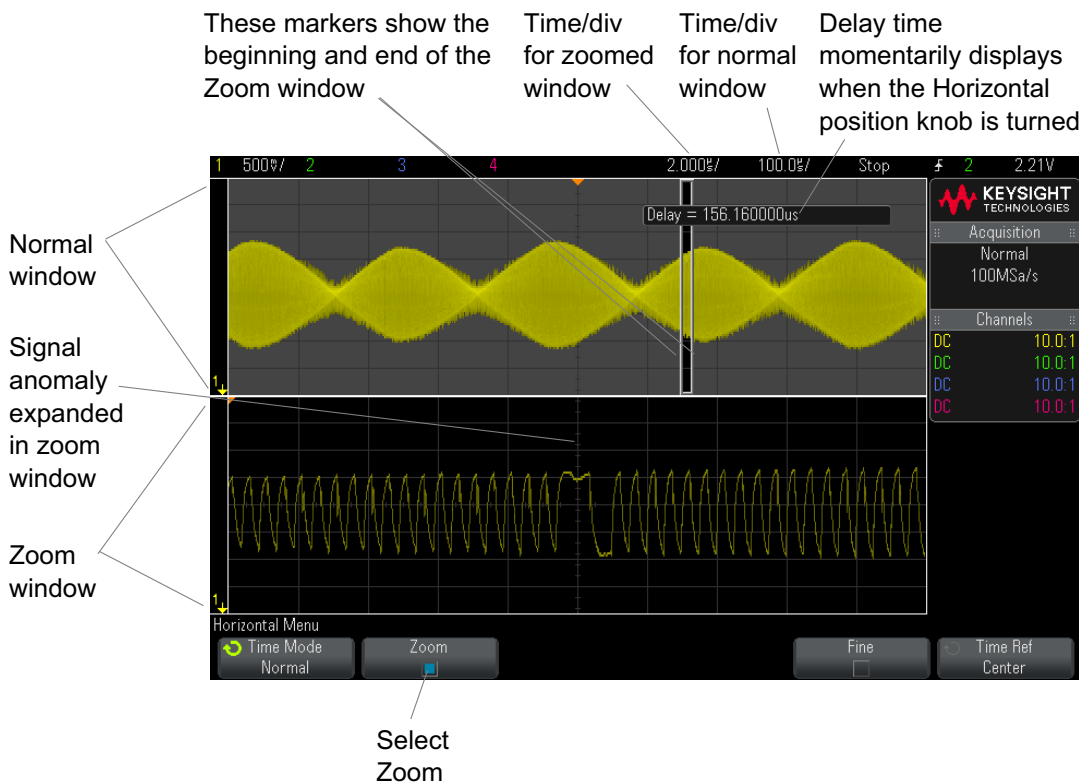 These markers show the
beginning and end of the
Zoom window
Time/div
for zoomed
window
Time/div
for normal
window
Delay time
momentarily displays
when the Horizontal
position knob is turned
1 500mV/ 2 3 4 2.000us/ 100.0us/ Stop 2 2.21V
Delay = 156.160000us
KEYSIGHT
TECHNOLOGIES
Acquisition
Normal
100MSa/s
Channels
DC 10.0:1
DC 10.0:1
DC 10.0:1
DC 10.0:1
Normal
window
1
Signal
anomaly
expanded
in zoom
window
Zoom
window
1
Horizontal Menu
Time Mode
Normal
Zoom
Fine
Time Ref
Center
Select
Zoom